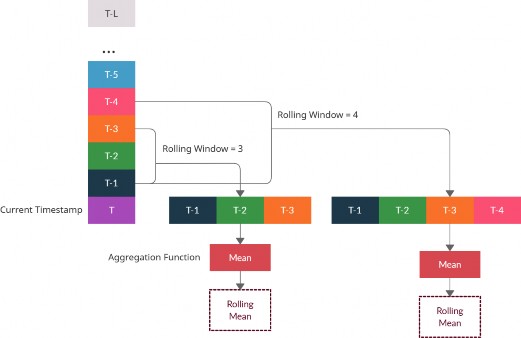 T-L
...
T-5
T-4
T-3
T-2
T-1
Current Timestamp T
Rolling Window = 4
Rolling Window = 3
T-1 T-2 T-3
T-1 T-2 T-3 T-4
Aggregation Function Mean
Mean
Rolling
Mean
Rolling
Mean